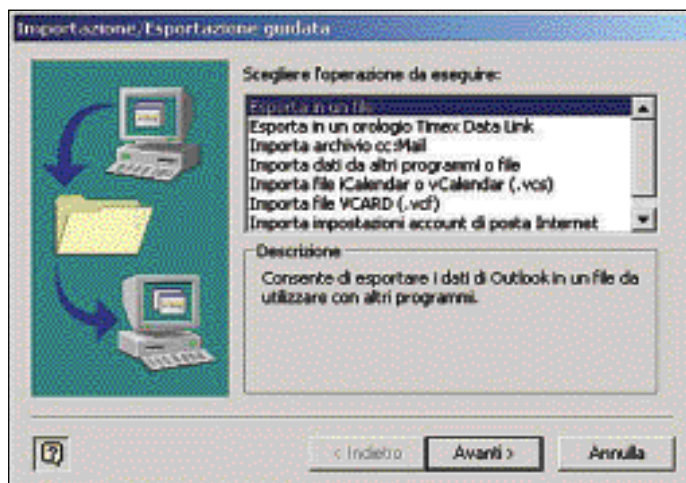 Importazione/Esportazione guidata
Scegliere l'operazione da eseguire:
Esporta in un file
Esporta in un orologio Timex Data Link
Importa archivio cc:Mail
Importa dati da altri programmi o file
Importa file iCalendar o vCalendar (.vcs)
Importa file VCARD (.vcf)
Importa impostazioni account di posta Internet
Descrizione
Consente di esportare i dati di Outlook in un file da
utilizzare con altri programmi.
< Indietro
Avanti >
Annulla